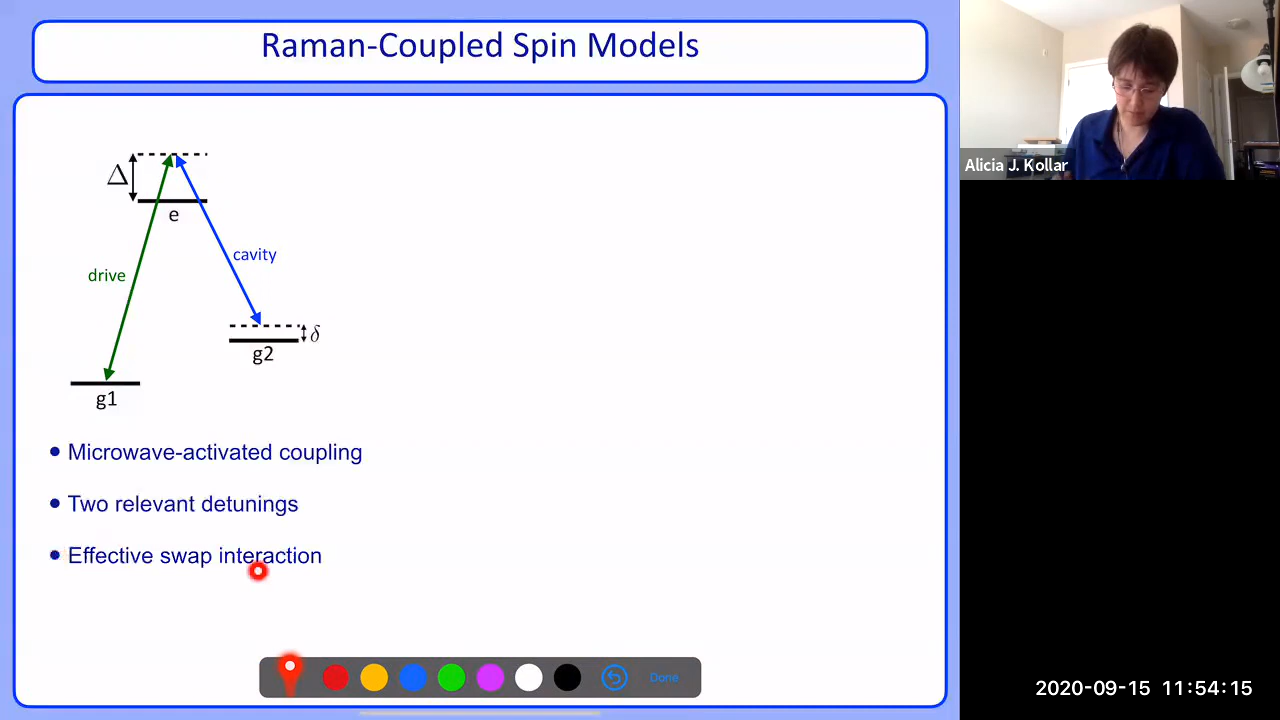 Raman-Coupled Spin Models
Alicia J. Kollar
Δ
e
drive
cavity
δ
g2
g1
Microwave-activated coupling
Two relevant detunings
Effective swap interaction
Done
2020-09-15 11:54:15